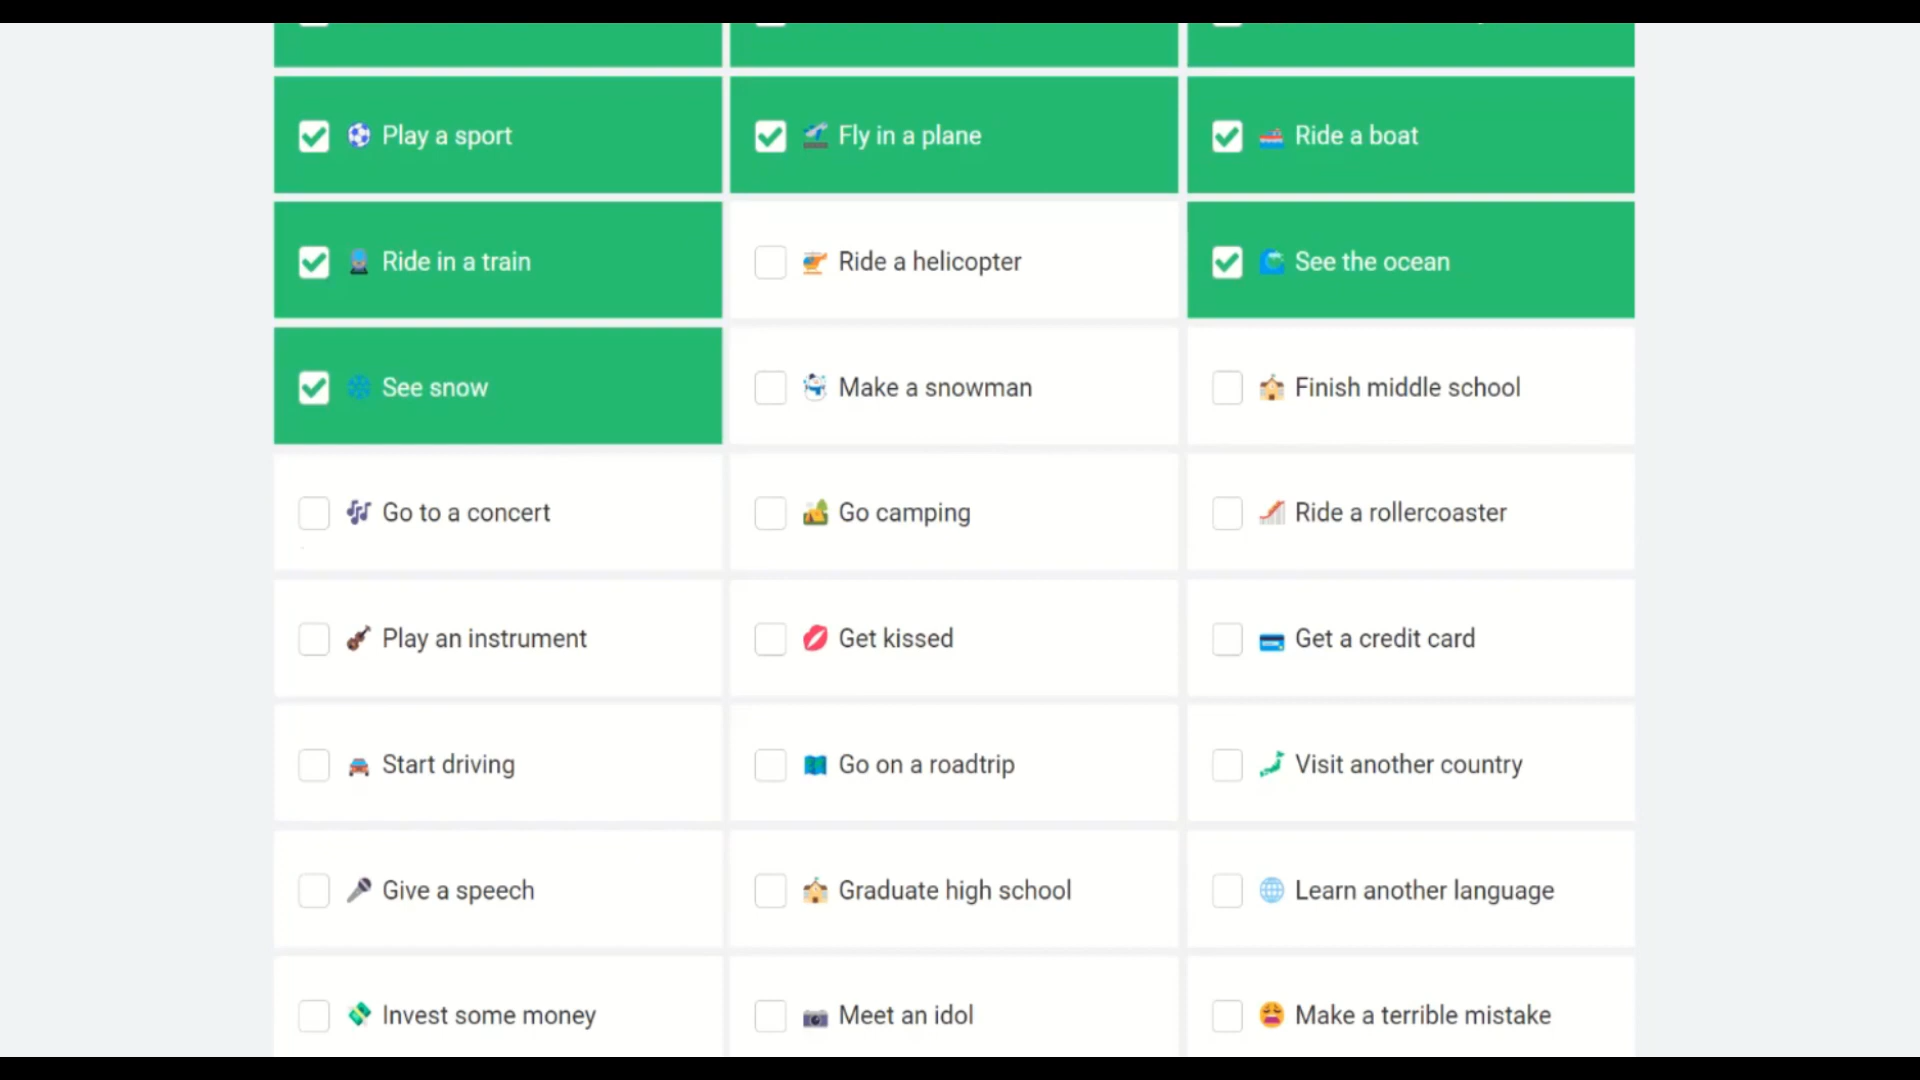 Play a sport
Fly in a plane
Ride a boat
Ride in a train
Ride a helicopter
See the ocean
See snow
Make a snowman
Finish middle school
Go to a concert
Go camping
Ride a rollercoaster
Play an instrument
Get kissed
Get a credit card
Start driving
Go on a roadtrip
Visit another country
Give a speech
Graduate high school
Learn another language
Invest some money
Meet an idol
Make a terrible mistake